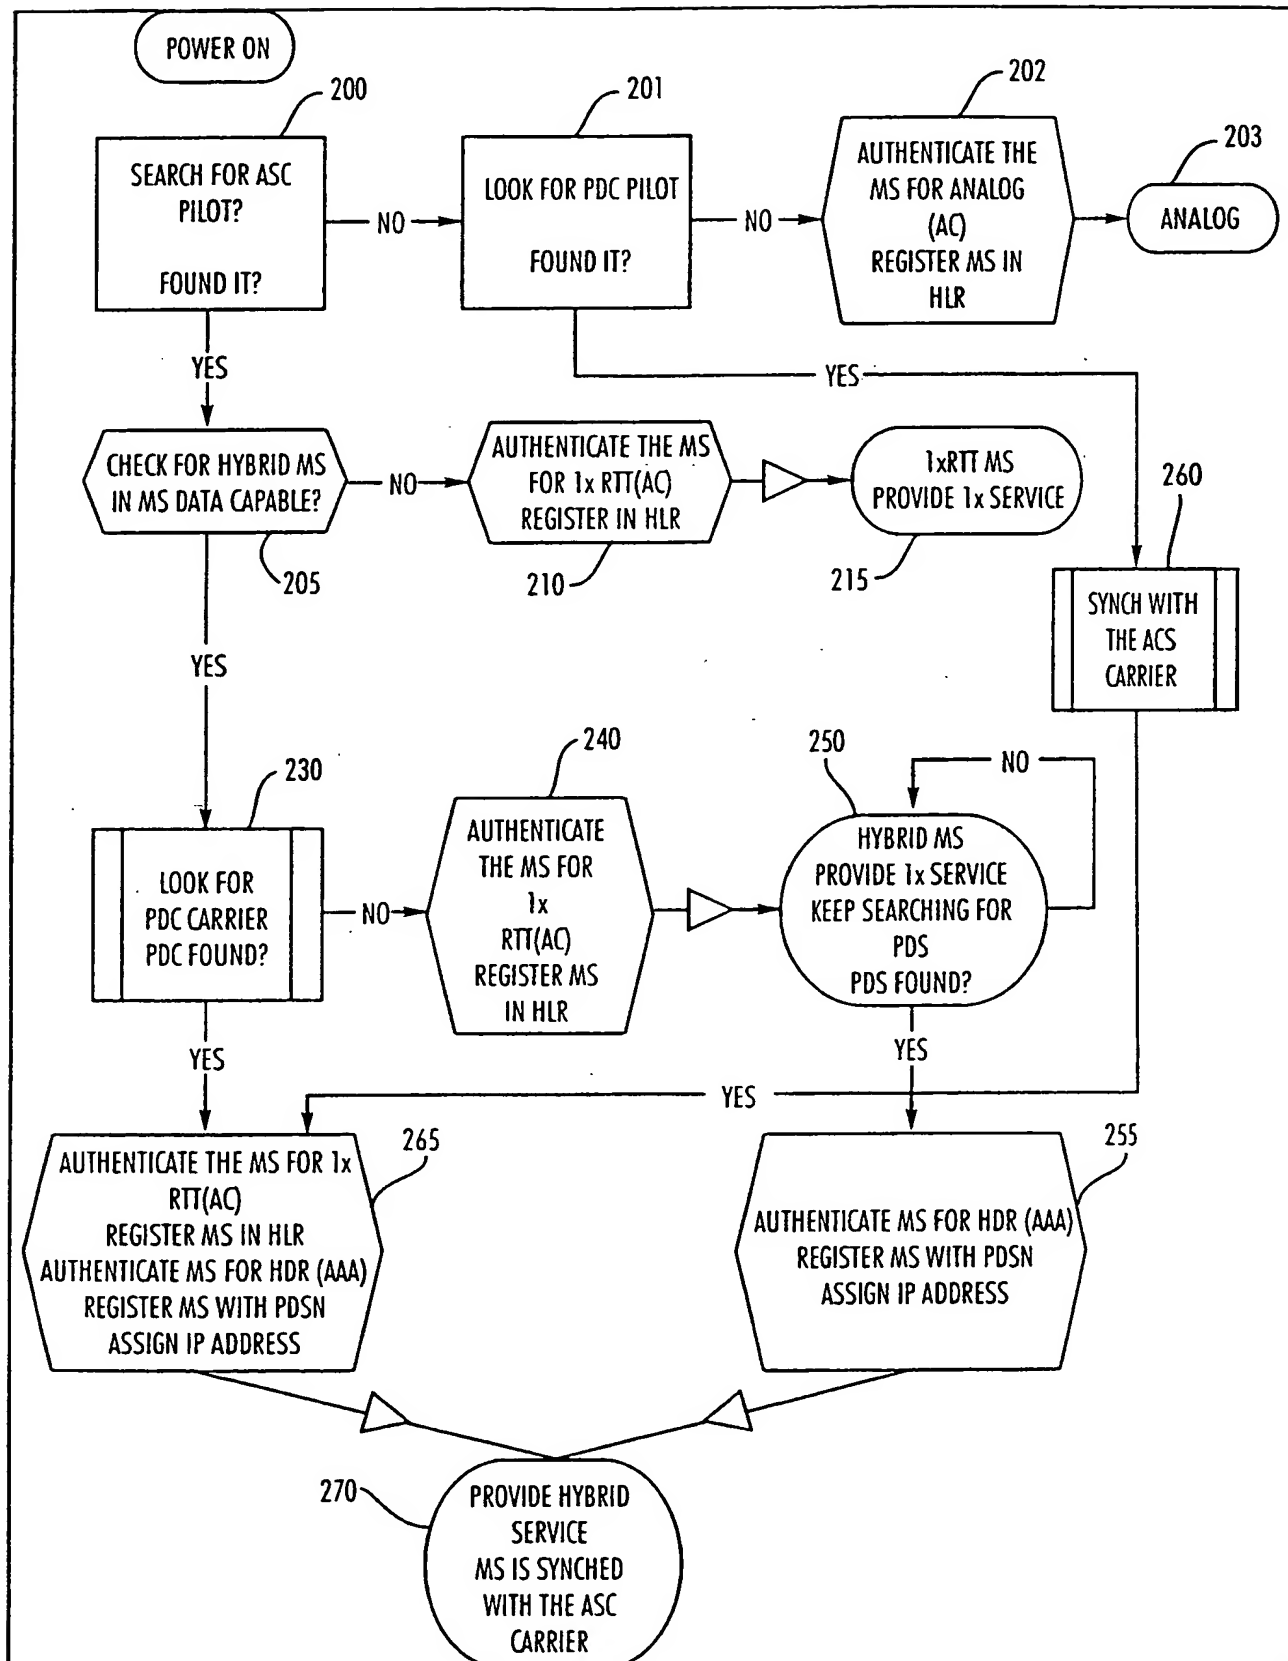 POWER ON
200
201
202
203
SEARCH FOR ASC
PILOT?
FOUND IT?
NO
LOOK FOR PDC PILOT
FOUND IT?
NO
AUTHENTICATE THE
MS FOR ANALOG
(AC)
REGISTER MS IN
HLR
ANALOG
YES
YES
CHECK FOR HYBRID MS
IN MS DATA CAPABLE?
205
NO
AUTHENTICATE THE MS
FOR 1x RTT(AC)
REGISTER IN HLR
210
1xRTT MS
PROVIDE 1x SERVICE
215
260
SYNCH WITH
THE ACS
CARRIER
YES
230
LOOK FOR
PDC CARRIER
PDC FOUND?
NO
240
AUTHENTICATE
THE MS FOR
1x
RTT(AC)
REGISTER MS
IN HLR
250
NO
HYBRID MS
PROVIDE 1x SERVICE
KEEP SEARCHING FOR
PDS
PDS FOUND?
YES
YES
YES
265
AUTHENTICATE THE MS FOR 1x
RTT(AC)
REGISTER MS IN HLR
AUTHENTICATE MS FOR HDR (AAA)
REGISTER MS WITH PDSN
ASSIGN IP ADDRESS
255
AUTHENTICATE MS FOR HDR (AAA)
REGISTER MS WITH PDSN
ASSIGN IP ADDRESS
270
PROVIDE HYBRID
SERVICE
MS IS SYNCHED
WITH THE ASC
CARRIER